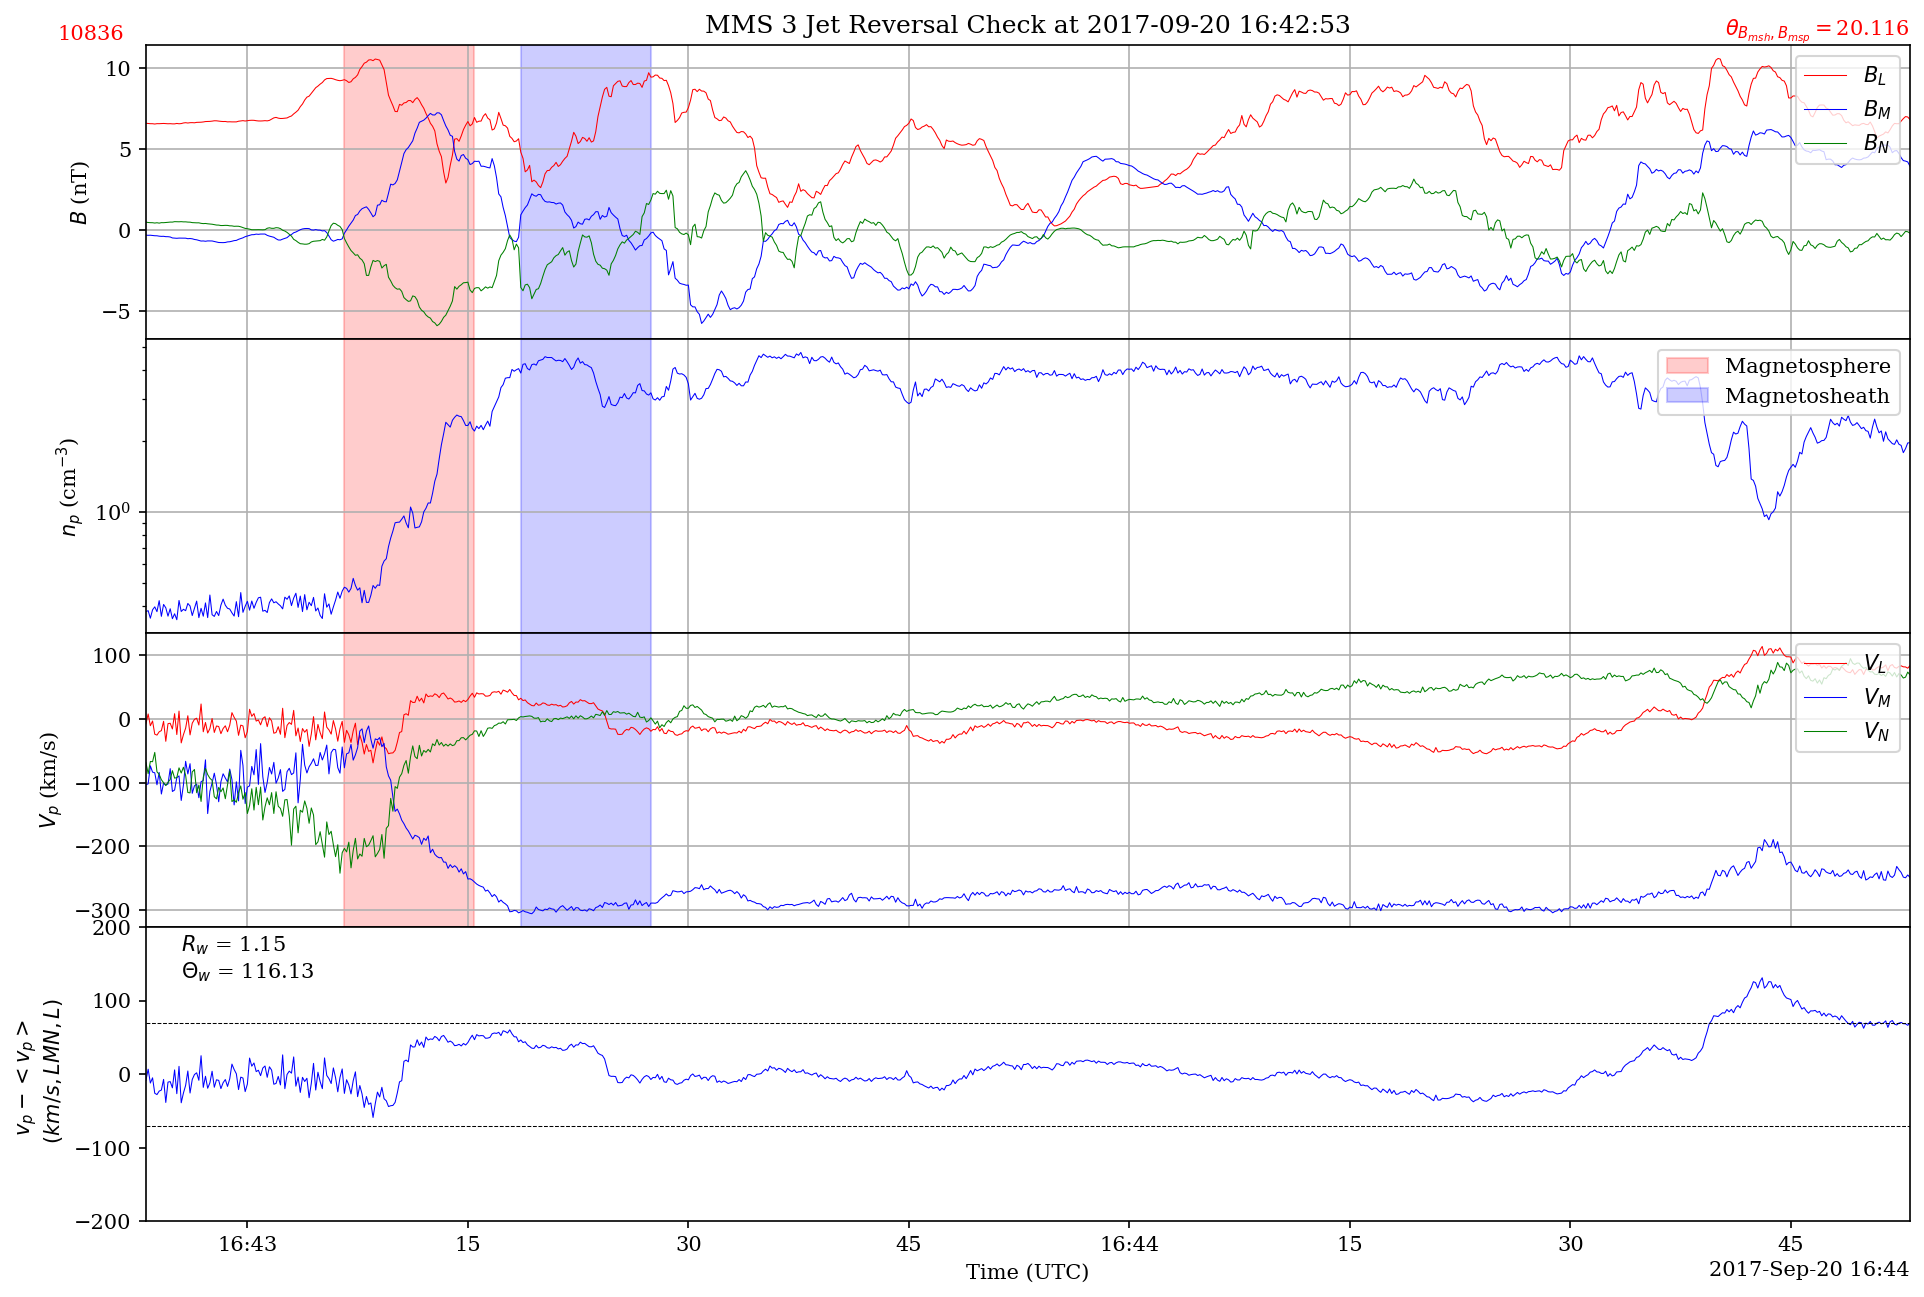 10836
MMS 3 Jet Reversal Check at 2017-09-20 16:42:53
θ_{B_{msh}, B_{msp}} = 20.116
10
5
0
−5
B (nT)
B_L
B_M
B_N
10^0
n_p (cm^{−3})
Magnetosphere
Magnetosheath
100
0
−100
−200
−300
V_p (km/s)
V_L
V_M
V_N
200
100
0
−100
−200
v_p − < v_p >
(km/s, LMN, L)
R_w = 1.15
Θ_w = 116.13
16:43
15
30
45
16:44
15
30
45
Time (UTC)
2017-Sep-20 16:44